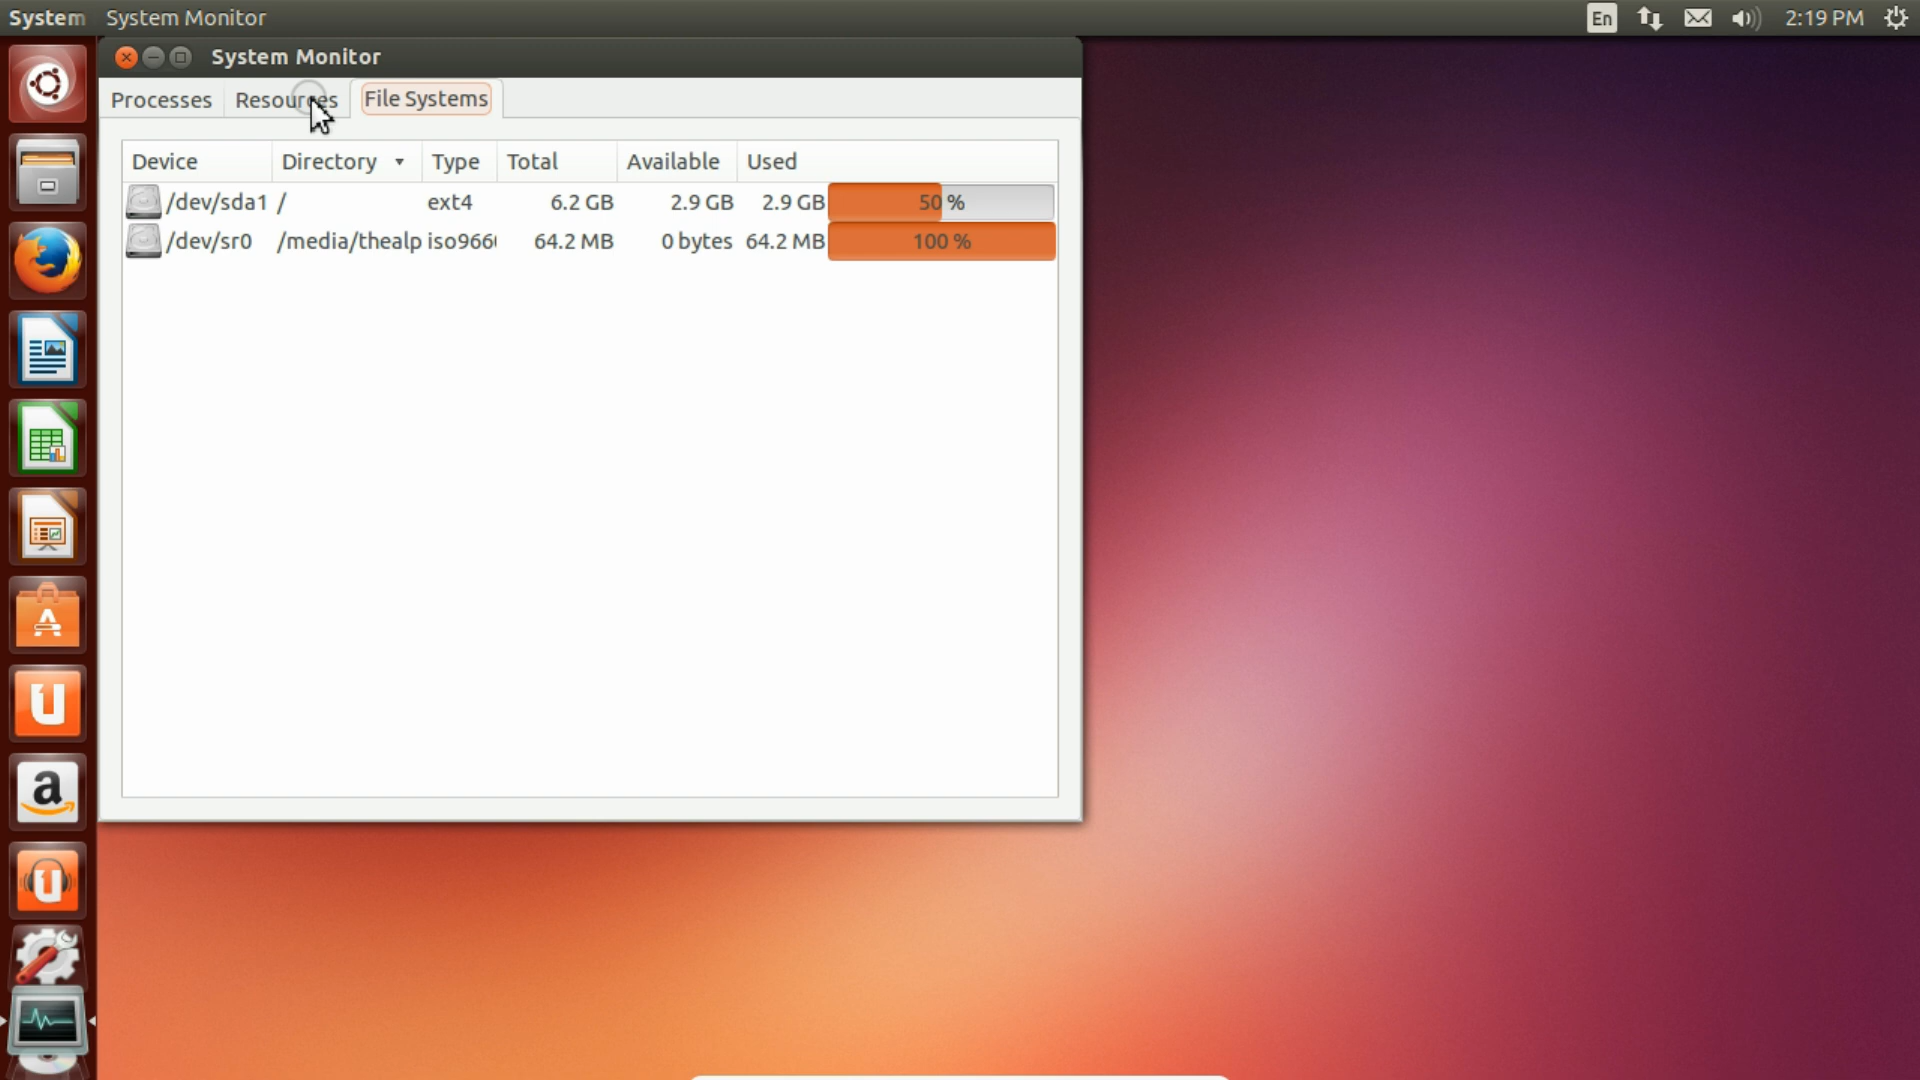 System System Monitor En 2:19 PM
System Monitor
Processes Resources File Systems
Device Directory Type Total Available Used
/dev/sda1 / ext4 6.2 GB 2.9 GB 2.9 GB 50 %
/dev/sr0 /media/thealp iso966 64.2 MB 0 bytes 64.2 MB 100 %